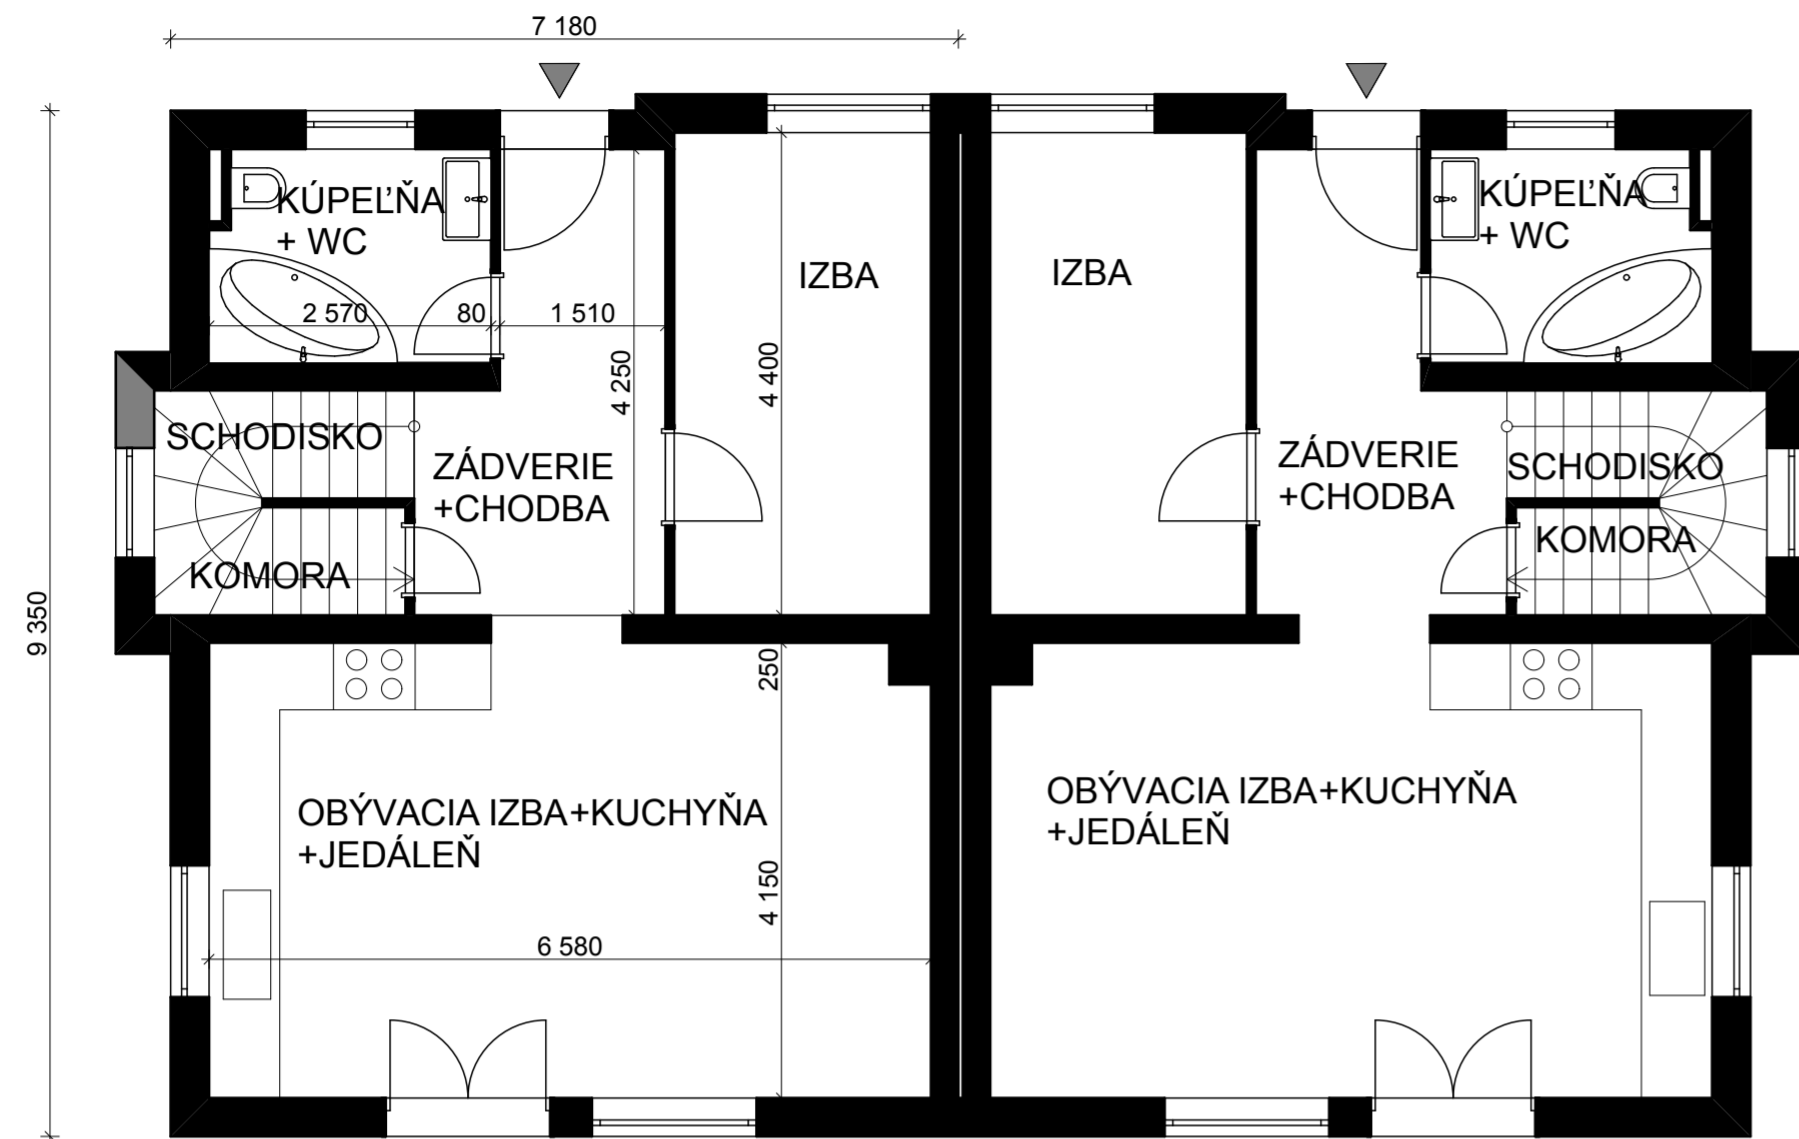 7 180
KÚPEĽŇA
+ WC
IZBA
IZBA
KÚPEĽŇA
+ WC
2 570
80
1 510
4 250
4 400
SCHODISKO
ZÁDVERIE
+CHODBA
ZÁDVERIE
+CHODBA
SCHODISKO
KOMORA
KOMORA
9 350
250
OBÝVACIA IZBA+KUCHYŇA
+JEDÁLEŇ
OBÝVACIA IZBA+KUCHYŇA
+JEDÁLEŇ
4 150
6 580